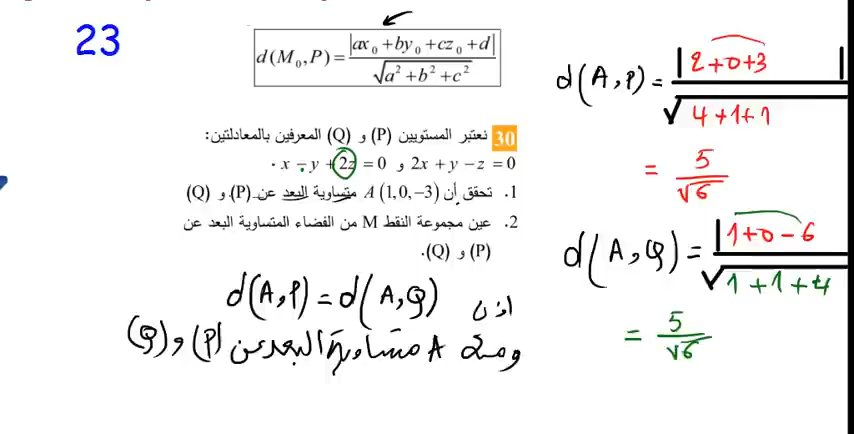 23
d(M₀,P) = |ax₀ + by₀ + cz₀ + d| / √(a² + b² + c²)
30 نعتبر المستويين (P) و (Q) المعرفين بالمعادلتين:
2x + y − z = 0 و x − y + 2z = 0 ·
1. تحقق أن A(1,0,−3) متساوية البعد عن (P) و (Q)
2. عين مجموعة النقط M من الفضاء المتساوية البعد عن
(P) و (Q).
اذن d(A,P) = d(A,Q)
ومنه A متساوية البعد عن (P) و (Q)
d(A,P) = |2+0+3| / √(4+1+1)
= 5/√6
d(A,Q) = |1+0−6| / √(1+1+4)
= 5/√6